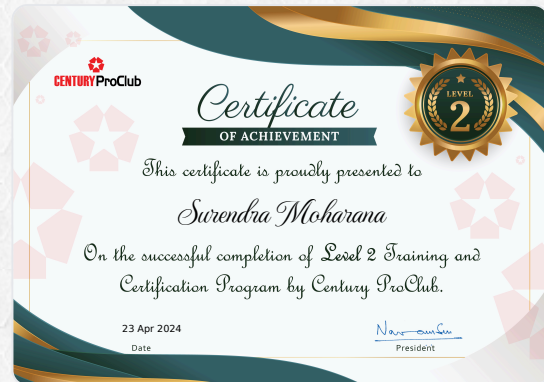 CENTURY ProClub
Certificate
OF ACHIEVEMENT
LEVEL
2
This certificate is proudly presented to
Surendra Moharana
On the successful completion of Level 2 Training and
Certification Program by Century ProClub.
23 Apr 2024
Date
President